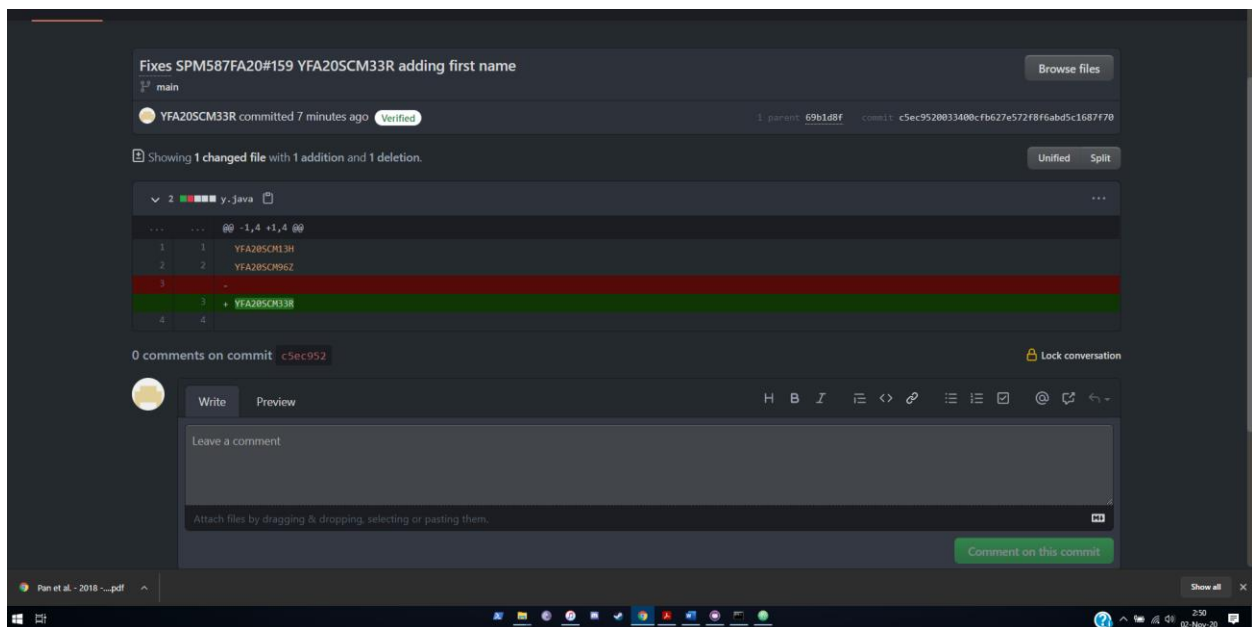 Fixes SPM587FA20#159 YFA20SCM33R adding first name
Browse files
main
YFA20SCM33R committed 7 minutes ago Verified
1 parent 69b1d8f commit c5ec9520033400cfb627e572f8f6abd5c1687f70
Showing 1 changed file with 1 addition and 1 deletion.
Unified Split
2 y.java
...
... ... @@ -1,4 +1,4 @@
1 1 YFA20SCM13H
2 2 YFA20SCM96Z
3 -
3 + YFA20SCM33R
4 4
0 comments on commit c5ec952
Lock conversation
Write Preview
Leave a comment
Attach files by dragging & dropping, selecting or pasting them.
Comment on this commit
Pan et al. - 2018 -....pdf
Show all
2:50
02-Nov-20